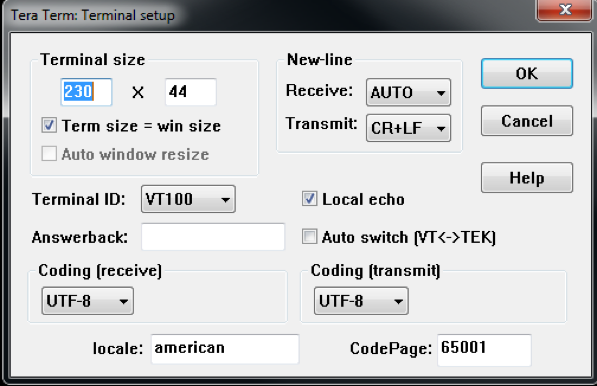 Tera Term: Terminal setup
Terminal size
230 X 44
Term size = win size
Auto window resize
New-line
Receive: AUTO
Transmit: CR+LF
OK
Cancel
Help
Terminal ID: VT100
Local echo
Answerback:
Auto switch (VT<->TEK)
Coding (receive)
UTF-8
Coding (transmit)
UTF-8
locale: american
CodePage: 65001